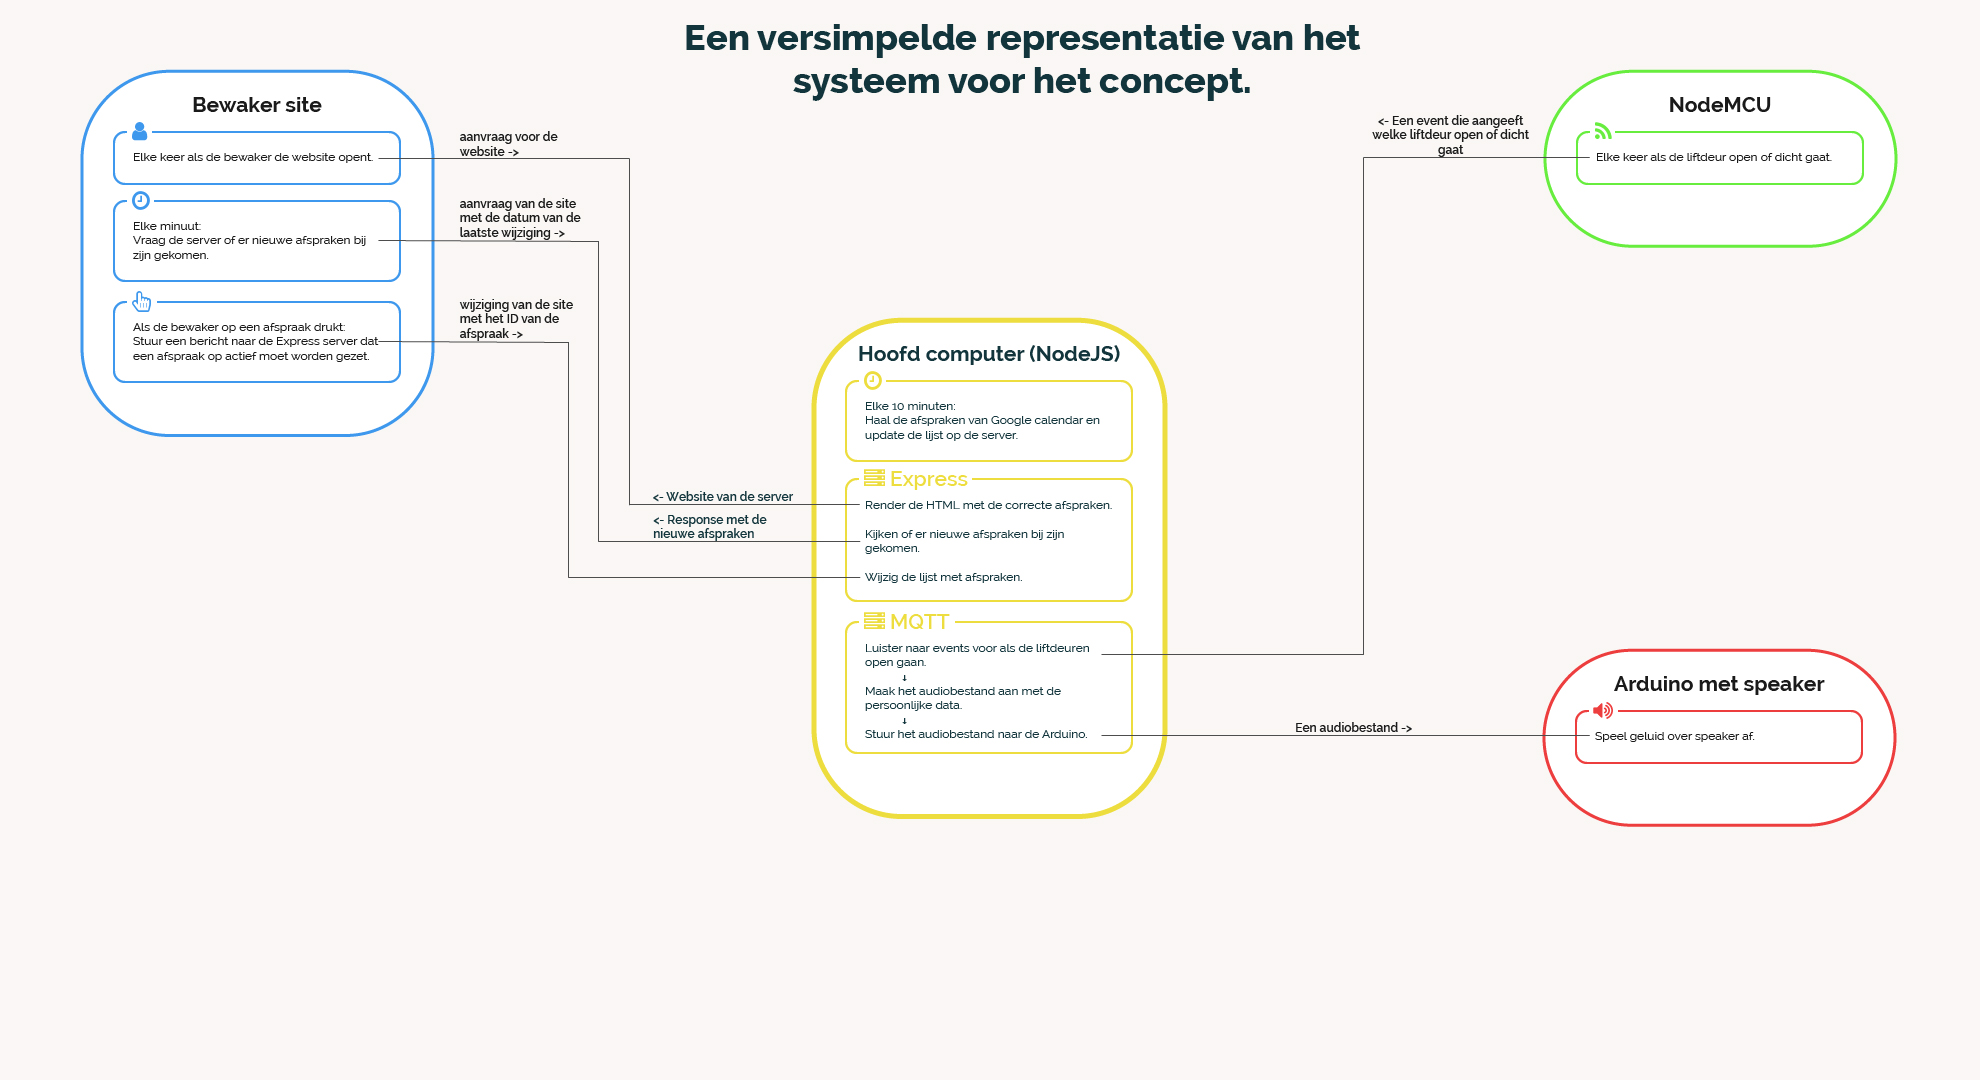 Een versimpelde representatie van het
systeem voor het concept.
Bewaker site
Elke keer als de bewaker de website opent.
Elke minuut:
Vraag de server of er nieuwe afspraken bij
zijn gekomen.
Als de bewaker op een afspraak drukt:
Stuur een bericht naar de Express server dat
een afspraak op actief moet worden gezet.
aanvraag voor de
website ->
aanvraag van de site
met de datum van de
laatste wijziging ->
wijziging van de site
met het ID van de
afspraak ->
<- Website van de server
<- Response met de
nieuwe afspraken
Hoofd computer (NodeJS)
Elke 10 minuten:
Haal de afspraken van Google calendar en
update de lijst op de server.
Express
Render de HTML met de correcte afspraken.
Kijken of er nieuwe afspraken bij zijn
gekomen.
Wijzig de lijst met afspraken.
MQTT
Luister naar events voor als de liftdeuren
open gaan.
↓
Maak het audiobestand aan met de
persoonlijke data.
↓
Stuur het audiobestand naar de Arduino.
<- Een event die aangeeft
welke liftdeur open of dicht
gaat
NodeMCU
Elke keer als de liftdeur open of dicht gaat.
Een audiobestand ->
Arduino met speaker
Speel geluid over speaker af.